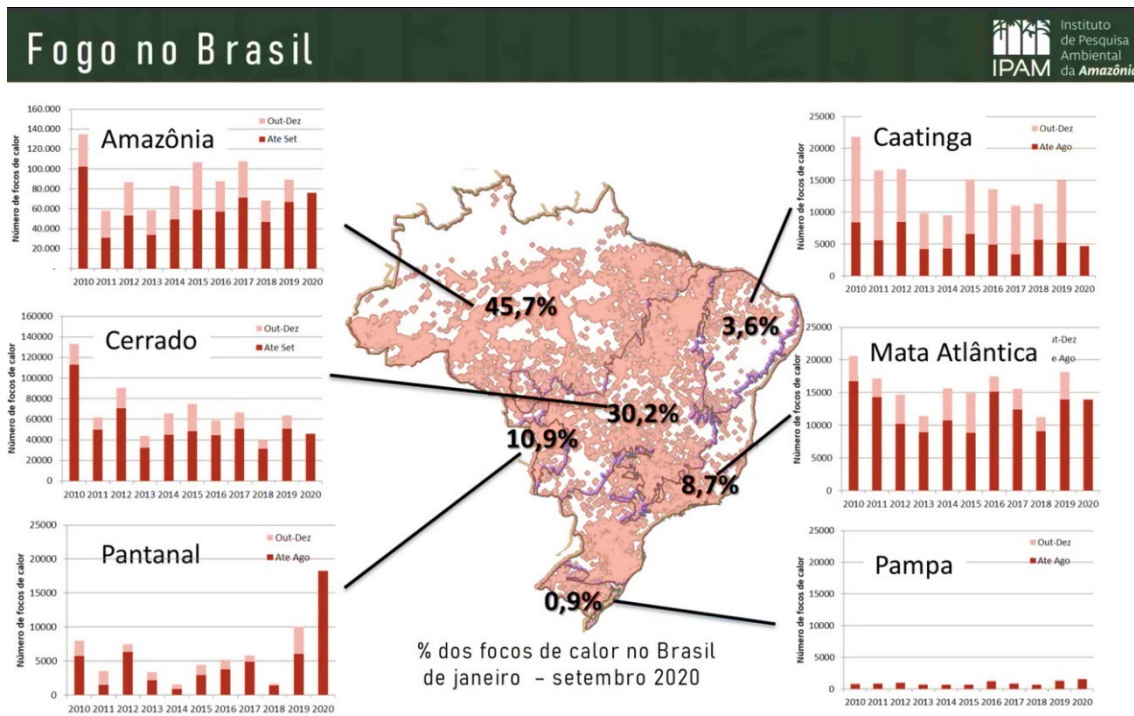 Fogo no Brasil
IPAM
Instituto
de Pesquisa
Ambiental
da Amazônia
Amazônia
Número de focos de calor
160.000
140.000
120.000
100.000
80.000
60.000
40.000
20.000
-
Out-Dez
Ate Set
2010 2011 2012 2013 2014 2015 2016 2017 2018 2019 2020
Cerrado
Número de focos de calor
160000
140000
120000
100000
80000
60000
40000
20000
0
Out-Dez
Ate Set
2010 2011 2012 2013 2014 2015 2016 2017 2018 2019 2020
Pantanal
Número de focos de calor
25000
20000
15000
10000
5000
0
Out-Dez
Ate Ago
2010 2011 2012 2013 2014 2015 2016 2017 2018 2019 2020
45,7%
3,6%
30,2%
10,9%
8,7%
0,9%
% dos focos de calor no Brasil
de janeiro – setembro 2020
Caatinga
Número de focos de calor
25000
20000
15000
10000
5000
0
Out-Dez
Ate Ago
2010 2011 2012 2013 2014 2015 2016 2017 2018 2019 2020
Mata Atlântica
Número de focos de calor
25000
20000
15000
10000
5000
0
ut-Dez
e Ago
2010 2011 2012 2013 2014 2015 2016 2017 2018 2019 2020
Pampa
Número de focos de calor
25000
20000
15000
10000
5000
0
Out-Dez
Ate Ago
2010 2011 2012 2013 2014 2015 2016 2017 2018 2019 2020